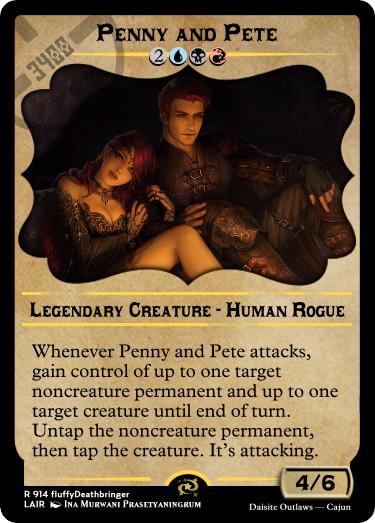 3400
Penny and Pete
2
Legendary Creature - Human Rogue
Whenever Penny and Pete attacks,
gain control of up to one target
noncreature permanent and up to one
target creature until end of turn.
Untap the noncreature permanent,
then tap the creature. It's attacking.
4/6
R 914 fluffyDeathbringer
LAIR Ina Murwani Prasetyaningrum
Daisite Outlaws — Cajun